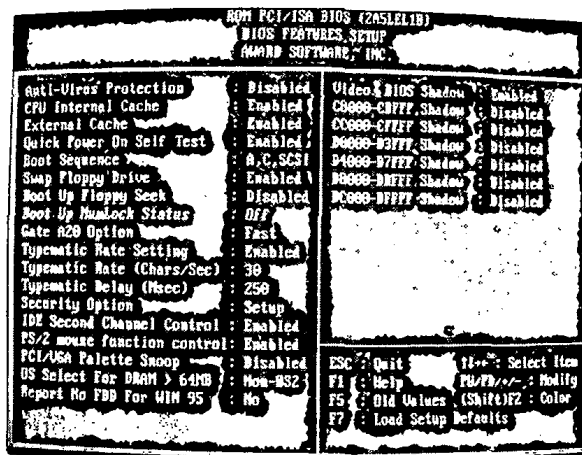 ROM PCI/ISA BIOS (2A5LEL1B)
BIOS FEATURES SETUP
AWARD SOFTWARE, INC.
Anti-Virus Protection : Disabled
CPU Internal Cache : Enabled
External Cache : Enabled
Quick Power On Self Test : Enabled
Boot Sequence : A,C,SCSI
Swap Floppy Drive : Enabled
Boot Up Floppy Seek : Disabled
Boot Up NumLock Status : Off
Gate A20 Option : Fast
Typematic Rate Setting : Enabled
Typematic Rate (Chars/Sec) : 30
Typematic Delay (Msec) : 250
Security Option : Setup
IDE Second Channel Control : Enabled
PS/2 mouse function control: Enabled
PCI/VGA Palette Snoop : Disabled
OS Select For DRAM > 64MB : Non-OS2
Report No FDD For WIN 95 : No
Video BIOS Shadow : Enabled
C8000-CBFFF Shadow : Disabled
CC000-CFFFF Shadow : Disabled
D0000-D3FFF Shadow : Disabled
D4000-D7FFF Shadow : Disabled
D8000-DBFFF Shadow : Disabled
DC000-DFFFF Shadow : Disabled
ESC : Quit ↑↓→← : Select Item
F1 : Help PU/PD/+/- : Modify
F5 : Old Values (Shift)F2 : Color
F7 : Load Setup Defaults